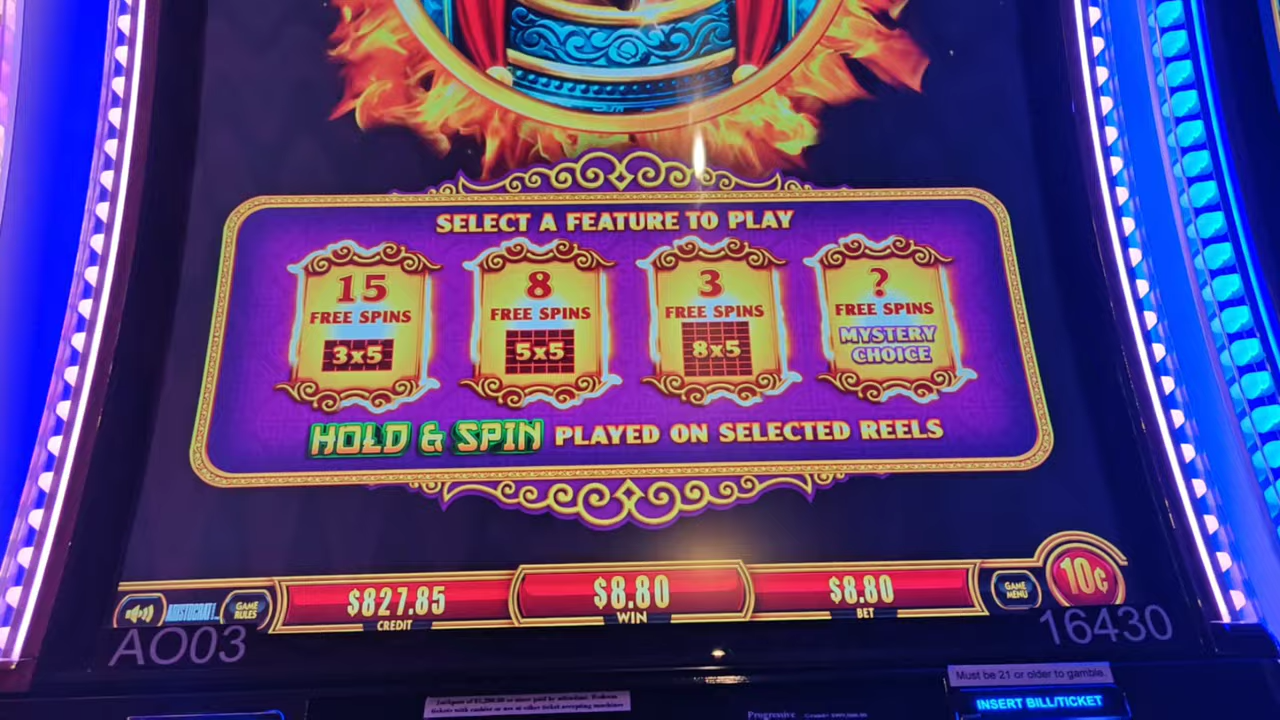 SELECT A FEATURE TO PLAY
15
FREE SPINS
3x5
8
FREE SPINS
5x5
3
FREE SPINS
8x5
?
FREE SPINS
MYSTERY
CHOICE
HOLD & SPIN PLAYED ON SELECTED REELS
ARISTOCRAT
GAME
RULES
$827.85
CREDIT
$8.80
WIN
$8.80
BET
GAME
MENU
10¢
AO03
16430
Must be 21 or older to gamble.
INSERT BILL/TICKET
Progressive